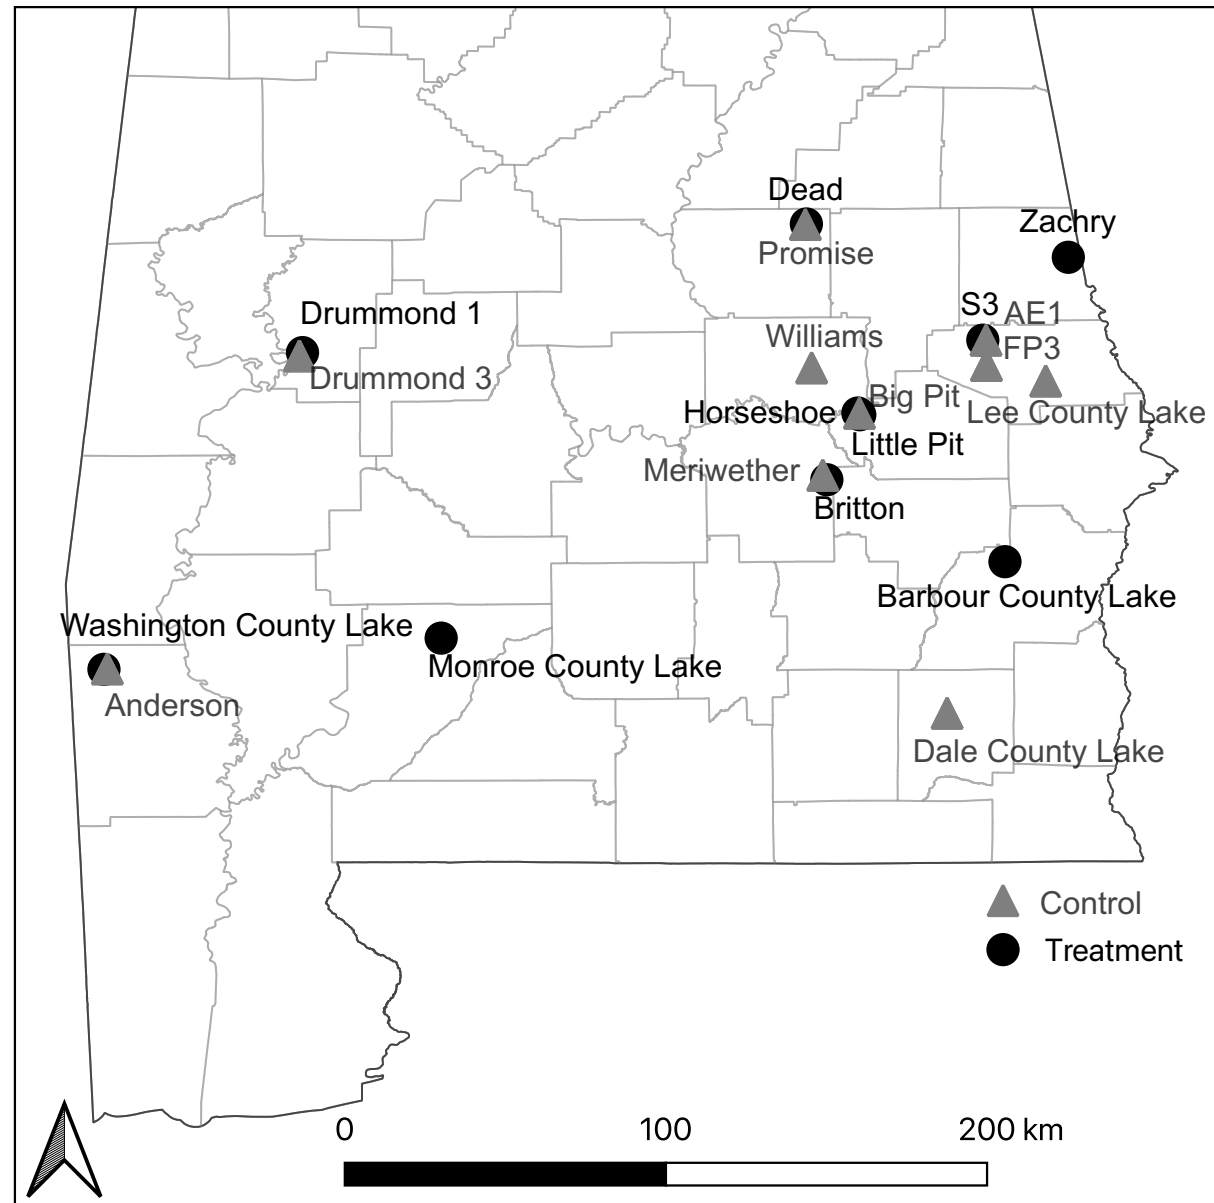 Dead
Promise
Zachry
Drummond 1
Drummond 3
S3
AE1
FP3
Williams
Lee County Lake
Big Pit
Horseshoe
Little Pit
Meriwether
Britton
Barbour County Lake
Washington County Lake
Monroe County Lake
Anderson
Dale County Lake
Control
Treatment
0 100 200 km